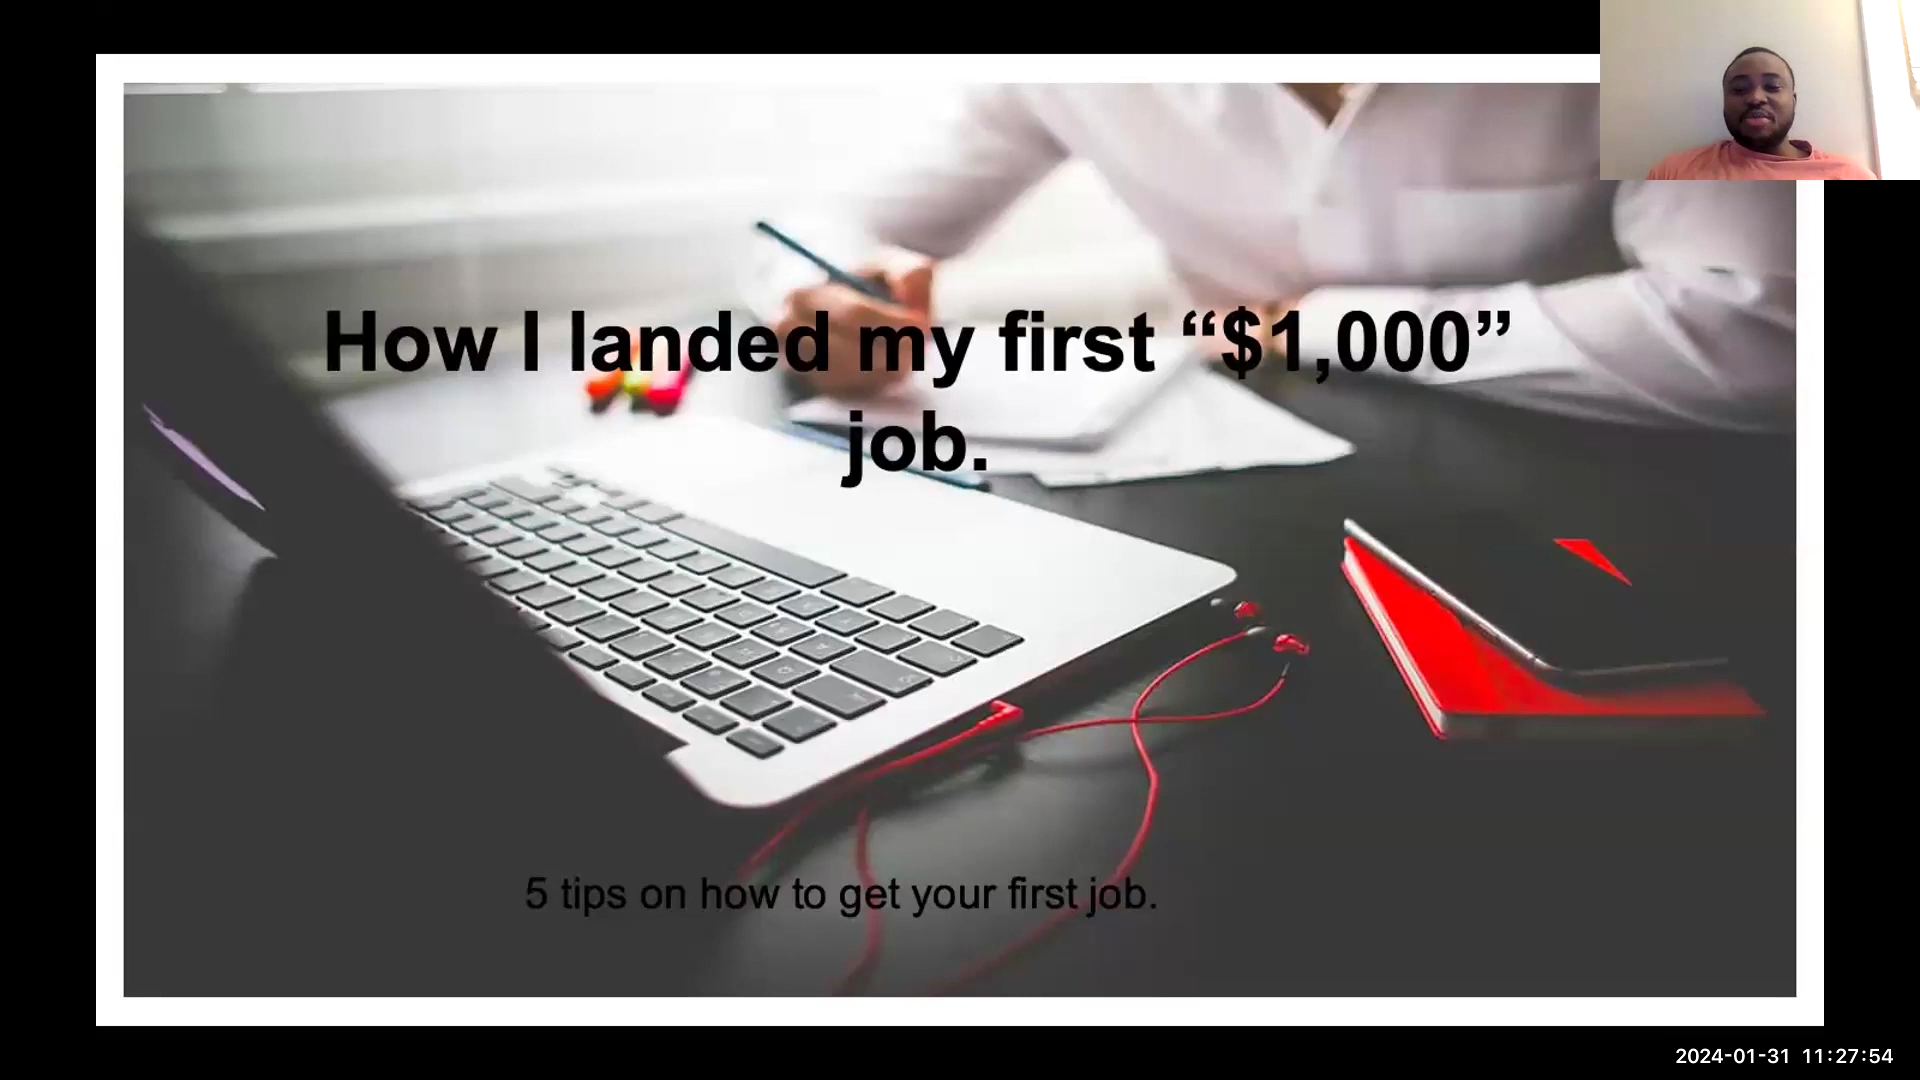 How I landed my first “$1,000”
job.
5 tips on how to get your first job.
2024-01-31 11:27:54